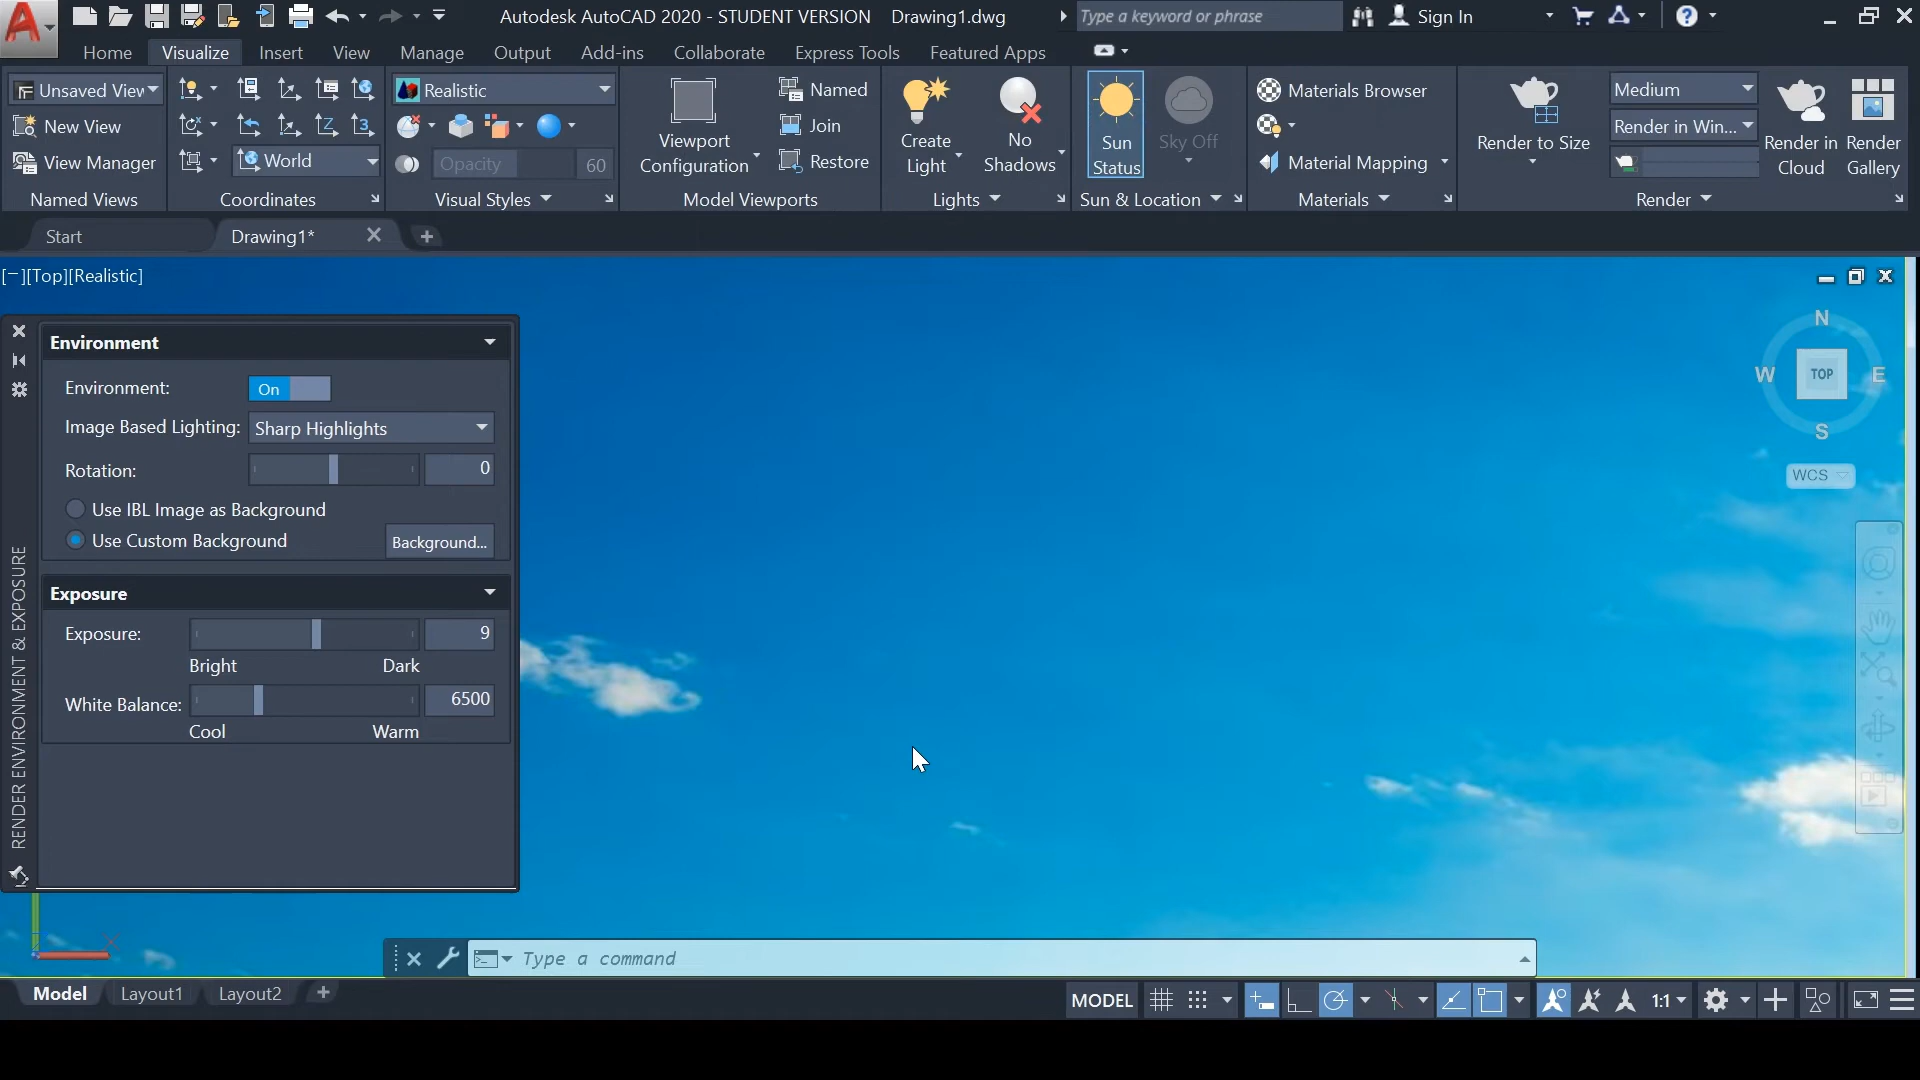 Autodesk AutoCAD 2020 - STUDENT VERSION Drawing1.dwg
Type a keyword or phrase
Sign In
Home Insert View Manage Output Add-ins Collaborate Express Tools Featured Apps
Visualize
Unsaved View
New View
View Manager
Named Views
World
Coordinates
Realistic
Opacity 60
Visual Styles
Viewport
Configuration
Named
Join
Restore
Model Viewports
Create
Light
No
Shadows
Lights
Sun
Status
Sky Off
Sun & Location
Materials Browser
Material Mapping
Materials
Render to Size
Medium
Render in Win...
Render in
Cloud
Render
Gallery
Render
Start
Drawing1*
[−][Top][Realistic]
N
W TOP E
S
WCS
Environment
Environment: On
Image Based Lighting: Sharp Highlights
Rotation: 0
Use IBL Image as Background
Use Custom Background Background...
Exposure
Exposure: 9
Bright Dark
White Balance: 6500
Cool Warm
RENDER ENVIRONMENT & EXPOSURE
Type a command
Model Layout1 Layout2
MODEL
1:1